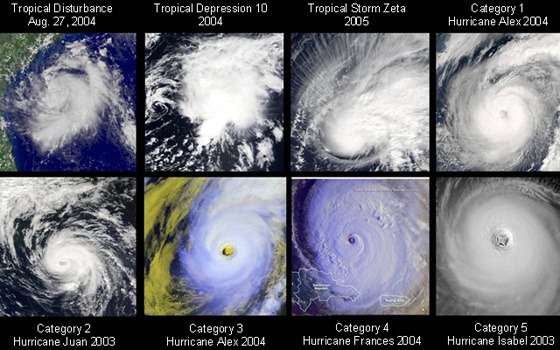 Tropical Disturbance
Aug. 27, 2004
Tropical Depression 10
2004
Tropical Storm Zeta
2005
Category 1
Hurricane Alex 2004
Category 2
Hurricane Juan 2003
Category 3
Hurricane Alex 2004
Category 4
Hurricane Frances 2004
Category 5
Hurricane Isabel 2003